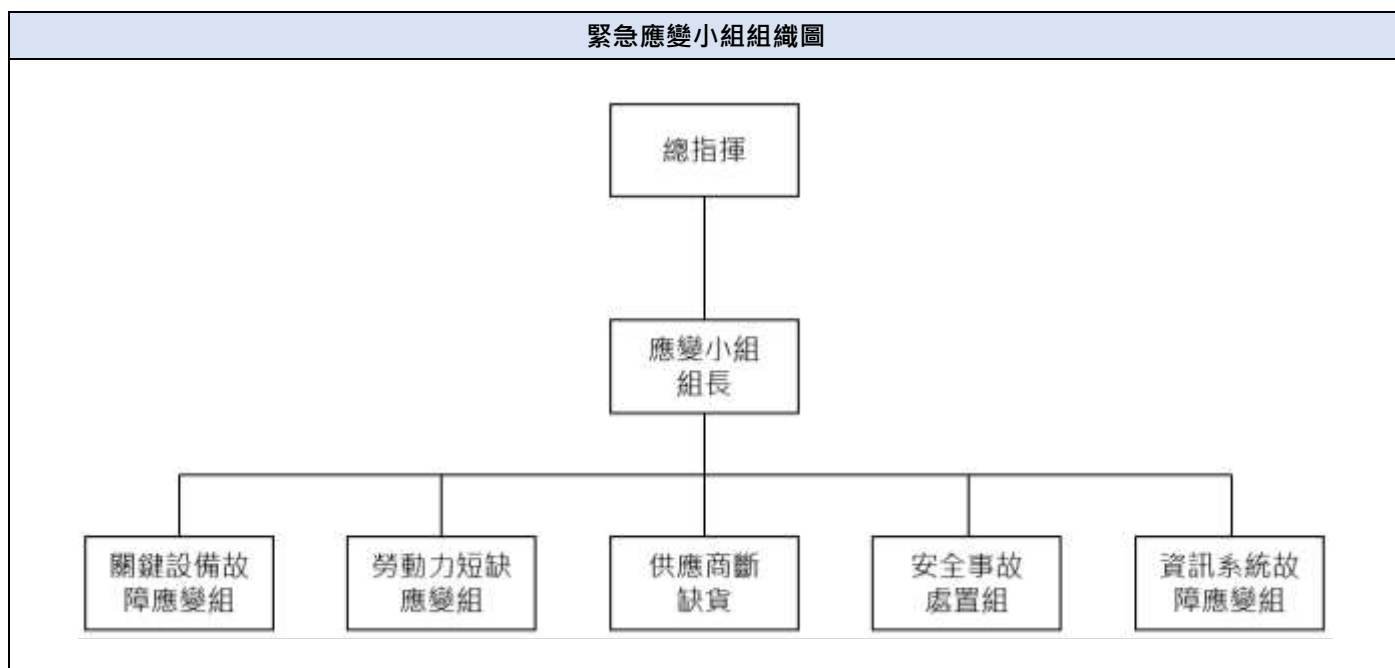 緊急應變小組組織圖
總指揮
應變小組
組長
關鍵設備故
障應變組
勞動力短缺
應變組
供應商斷
缺貨
安全事故
處置組
資訊系統故
障應變組